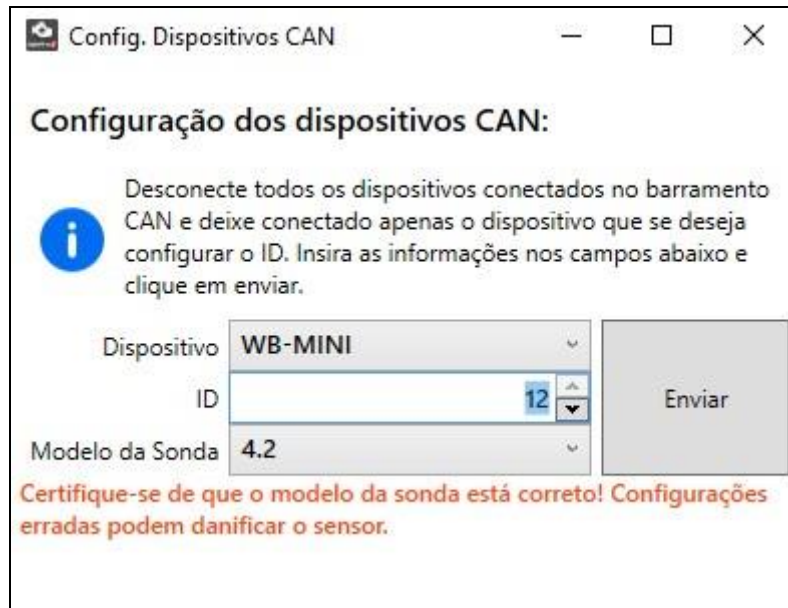 Config. Dispositivos CAN
Configuração dos dispositivos CAN:
Desconecte todos os dispositivos conectados no barramento
CAN e deixe conectado apenas o dispositivo que se deseja
configurar o ID. Insira as informações nos campos abaixo e
clique em enviar.
Dispositivo WB-MINI
ID 12
Enviar
Modelo da Sonda 4.2
Certifique-se de que o modelo da sonda está correto! Configurações
erradas podem danificar o sensor.